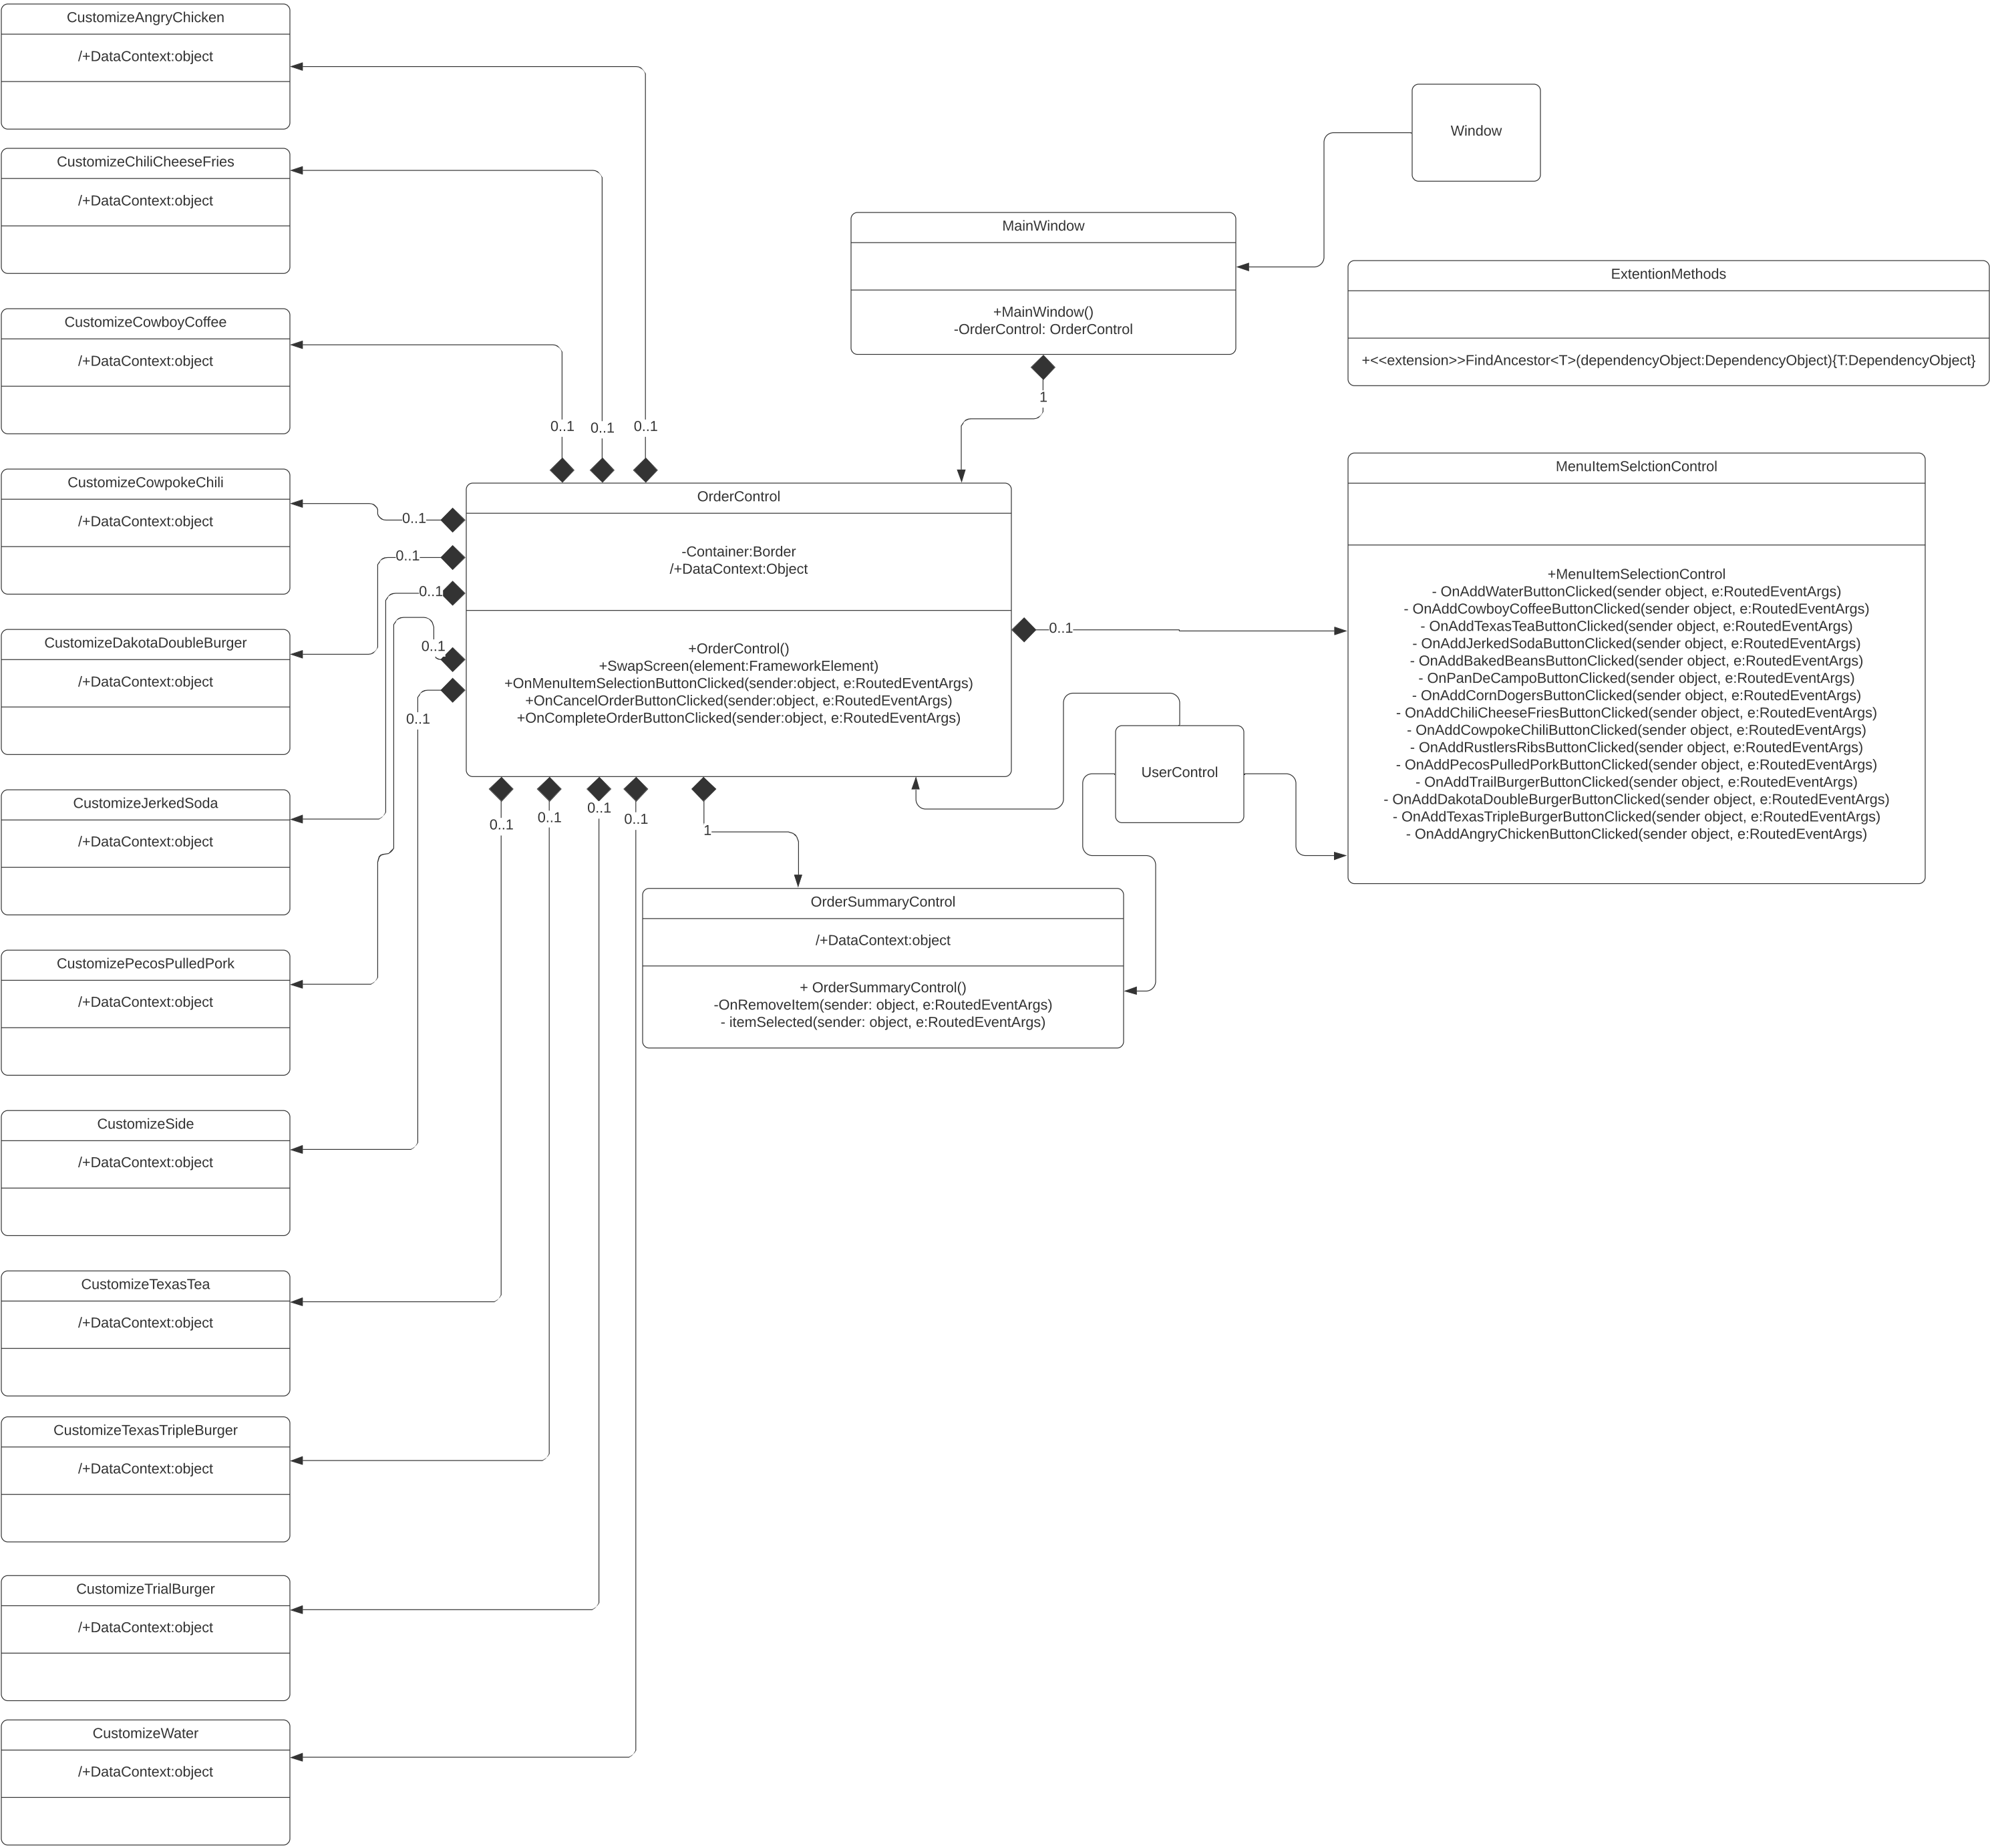 CustomizeAngryChicken
/+DataContext:object
CustomizeChiliCheeseFries
/+DataContext:object
CustomizeCowboyCoffee
/+DataContext:object
CustomizeCowpokeChili
/+DataContext:object
CustomizeDakotaDoubleBurger
/+DataContext:object
CustomizeJerkedSoda
/+DataContext:object
CustomizePecosPulledPork
/+DataContext:object
CustomizeSide
/+DataContext:object
CustomizeTexasTea
/+DataContext:object
CustomizeTexasTripleBurger
/+DataContext:object
CustomizeTrialBurger
/+DataContext:object
CustomizeWater
/+DataContext:object
0..1
0..1
0..1
0..1
0..1
0..1
0..1
0..1
0..1
0..1
0..1
0..1
1
OrderControl
-Container:Border
/+DataContext:Object
+OrderControl()
+SwapScreen(element:FrameworkElement)
+OnMenuItemSelectionButtonClicked(sender:object, e:RoutedEventArgs)
+OnCancelOrderButtonClicked(sender:object, e:RoutedEventArgs)
+OnCompleteOrderButtonClicked(sender:object, e:RoutedEventArgs)
MainWindow
+MainWindow()
-OrderControl: OrderControl
1
0..1
OrderSummaryControl
/+DataContext:object
+ OrderSummaryControl()
-OnRemoveItem(sender: object, e:RoutedEventArgs)
- itemSelected(sender: object, e:RoutedEventArgs)
UserControl
Window
ExtentionMethods
+<<extension>>FindAncestor<T>(dependencyObject:DependencyObject){T:DependencyObject}
MenuItemSelctionControl
+MenuItemSelectionControl
- OnAddWaterButtonClicked(sender object, e:RoutedEventArgs)
- OnAddCowboyCoffeeButtonClicked(sender object, e:RoutedEventArgs)
- OnAddTexasTeaButtonClicked(sender object, e:RoutedEventArgs)
- OnAddJerkedSodaButtonClicked(sender object, e:RoutedEventArgs)
- OnAddBakedBeansButtonClicked(sender object, e:RoutedEventArgs)
- OnPanDeCampoButtonClicked(sender object, e:RoutedEventArgs)
- OnAddCornDogersButtonClicked(sender object, e:RoutedEventArgs)
- OnAddChiliCheeseFriesButtonClicked(sender object, e:RoutedEventArgs)
- OnAddCowpokeChiliButtonClicked(sender object, e:RoutedEventArgs)
- OnAddRustlersRibsButtonClicked(sender object, e:RoutedEventArgs)
- OnAddPecosPulledPorkButtonClicked(sender object, e:RoutedEventArgs)
- OnAddTrailBurgerButtonClicked(sender object, e:RoutedEventArgs)
- OnAddDakotaDoubleBurgerButtonClicked(sender object, e:RoutedEventArgs)
- OnAddTexasTripleBurgerButtonClicked(sender object, e:RoutedEventArgs)
- OnAddAngryChickenButtonClicked(sender object, e:RoutedEventArgs)